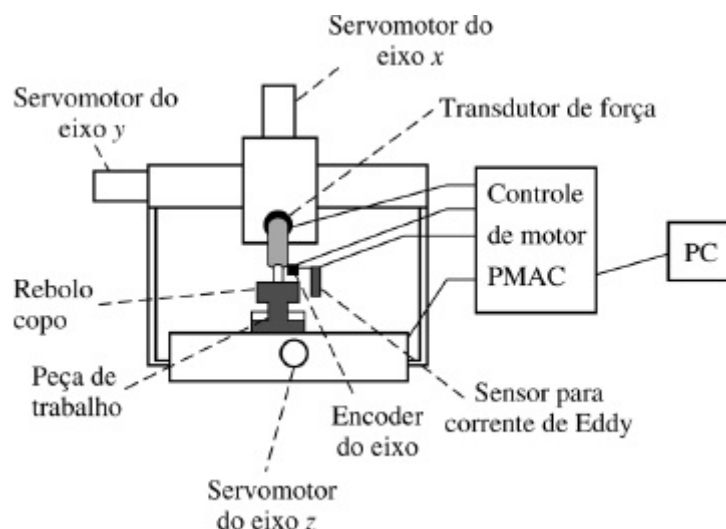 Servomotor do
eixo x
Servomotor do
eixo y
Transdutor de força
Controle
de motor
PMAC
PC
Rebolo
copo
Peça de
trabalho
Encoder
do eixo
Sensor para
corrente de Eddy
Servomotor
do eixo z